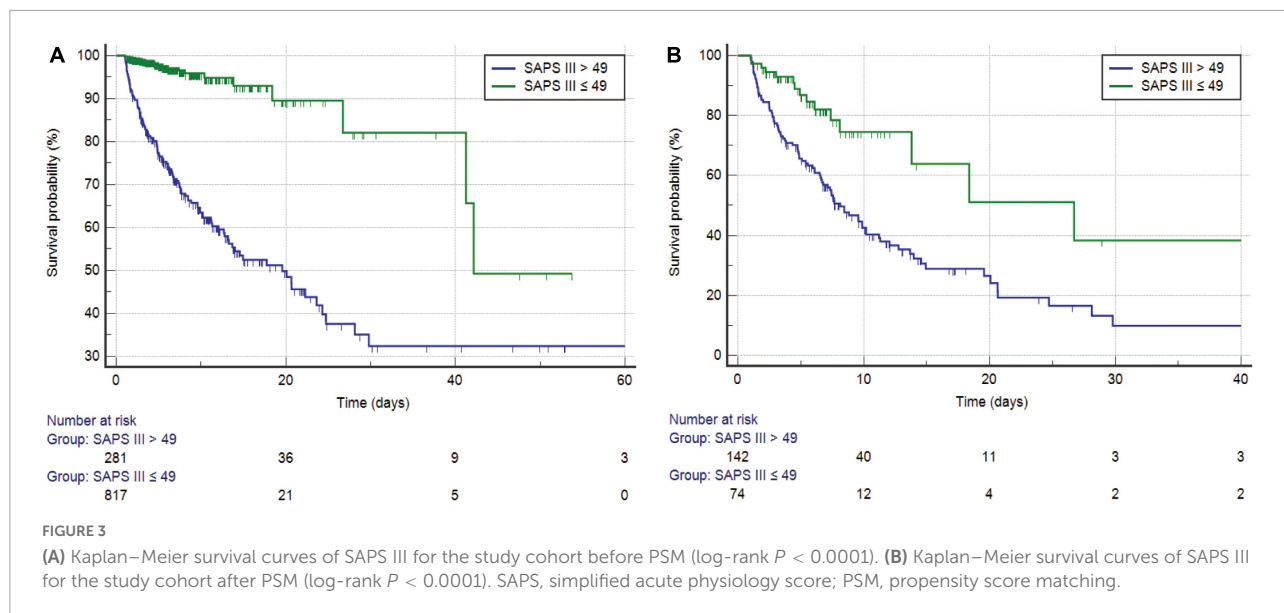 A
SAPS III > 49
SAPS III ≤ 49
Survival probability (%)
100
90
80
70
60
50
40
30
0
20
40
60
Time (days)
Number at risk
Group: SAPS III > 49
281 36 9 3
Group: SAPS III ≤ 49
817 21 5 0
B
SAPS III > 49
SAPS III ≤ 49
Survival probability (%)
100
80
60
40
20
0
0
10
20
30
40
Time (days)
Number at risk
Group: SAPS III > 49
142 40 11 3 3
Group: SAPS III ≤ 49
74 12 4 2 2
FIGURE 3
(A) Kaplan–Meier survival curves of SAPS III for the study cohort before PSM (log-rank P < 0.0001). (B) Kaplan–Meier survival curves of SAPS III
for the study cohort after PSM (log-rank P < 0.0001). SAPS, simplified acute physiology score; PSM, propensity score matching.